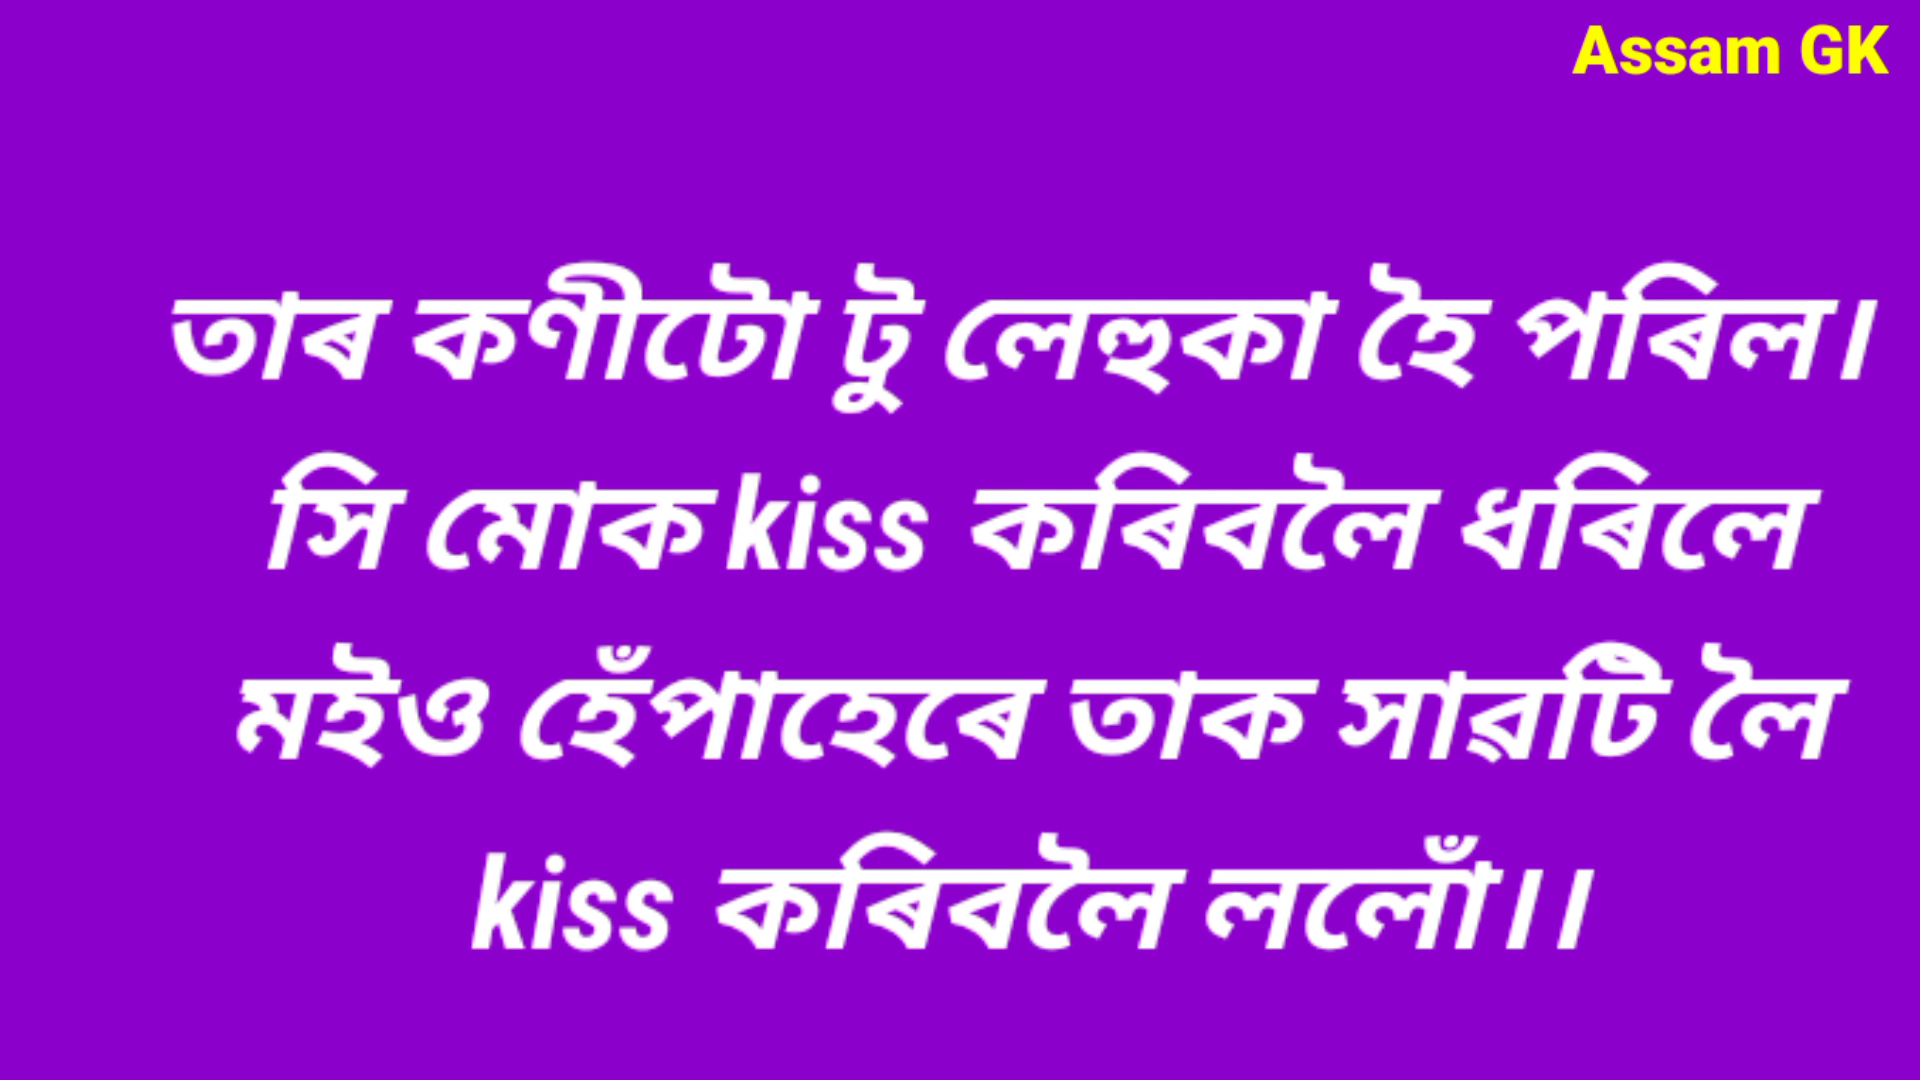 Assam GK
তাৰ কণীটো টু লেহুকা হৈ পৰিল।
সি মোক kiss কৰিবলৈ ধৰিলে
মইও হেঁপাহেৰে তাক সাৱটি লৈ
kiss কৰিবলৈ ললোঁ।।